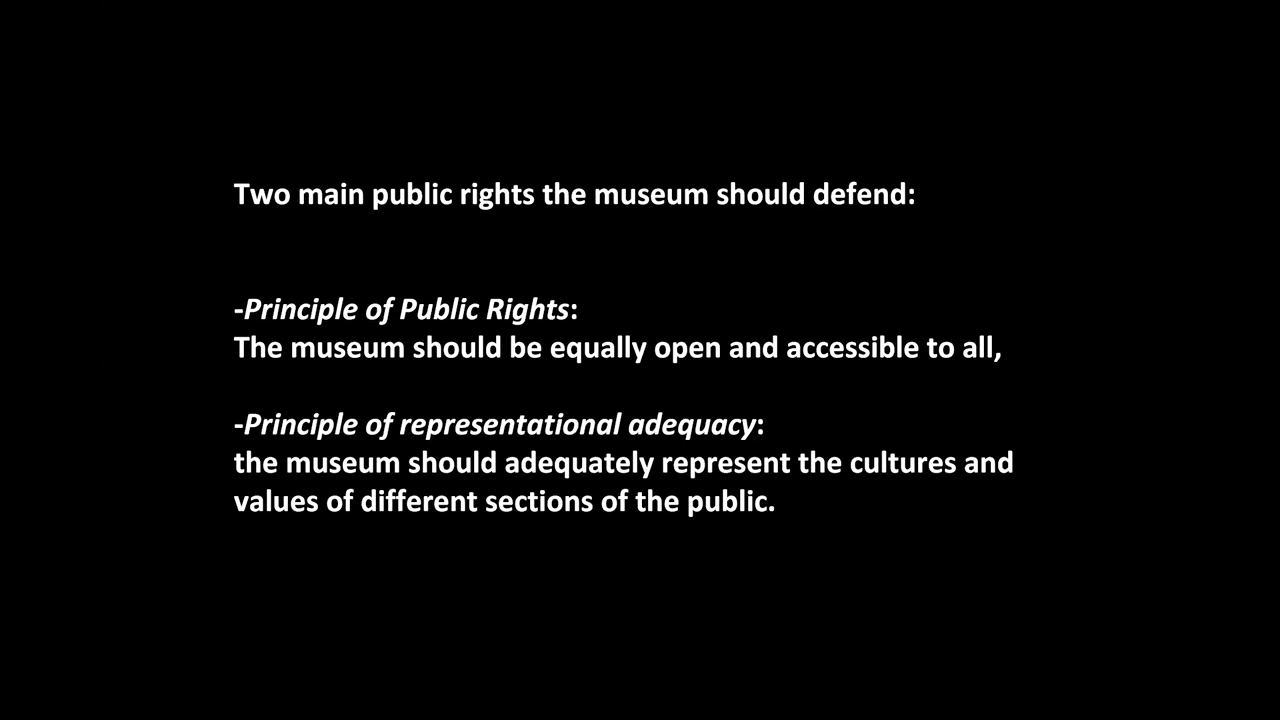 Two main public rights the museum should defend:
-Principle of Public Rights:
The museum should be equally open and accessible to all,
-Principle of representational adequacy:
the museum should adequately represent the cultures and
values of different sections of the public.